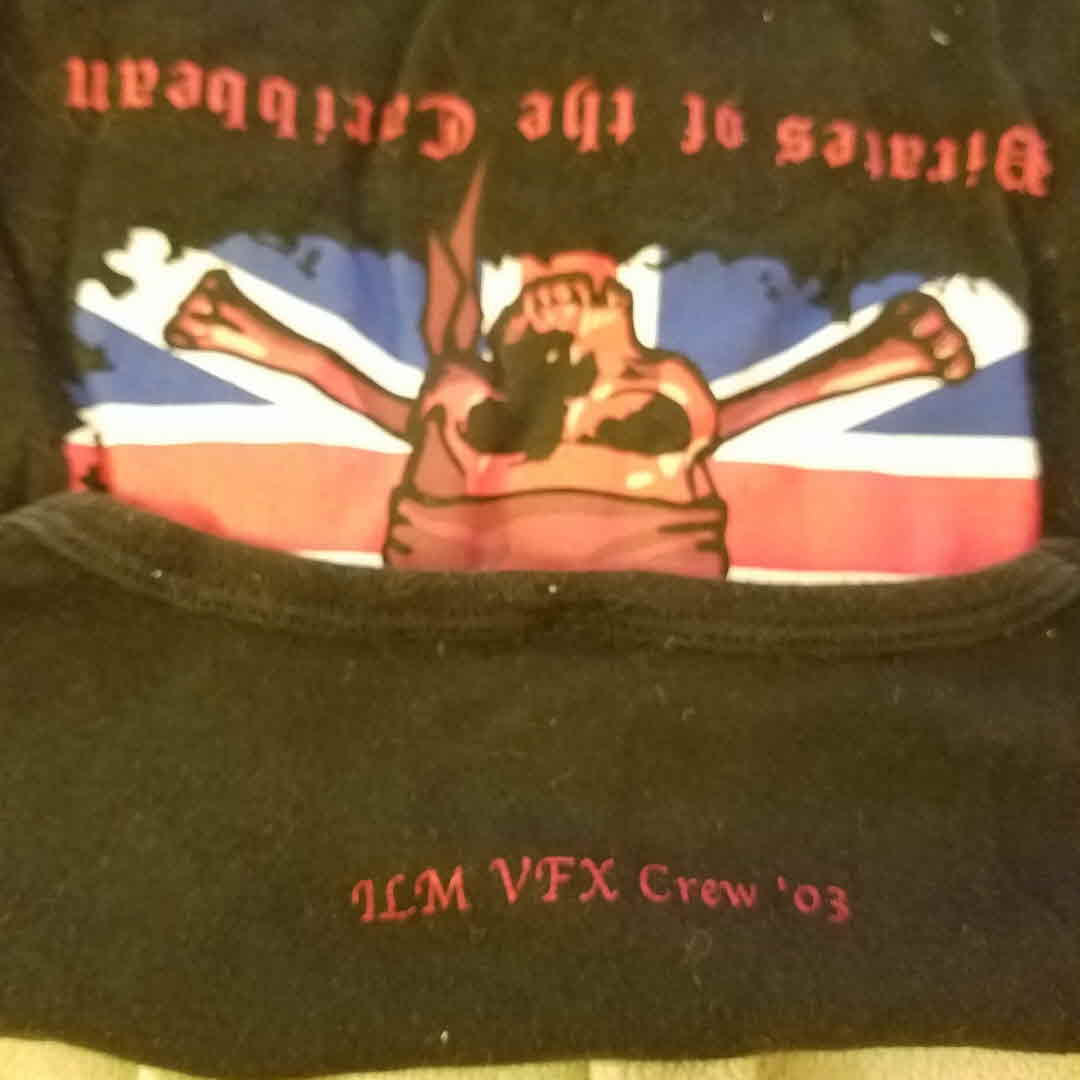 Pirates of the Caribbean
ILM VFX Crew '03